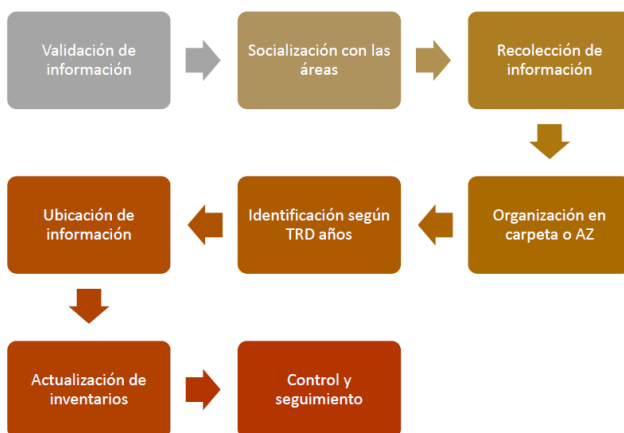 Validación de
información
Socialización con las
áreas
Recolección de
información
Organización en
carpeta o AZ
Identificación según
TRD años
Ubicación de
información
Actualización de
inventarios
Control y
seguimiento